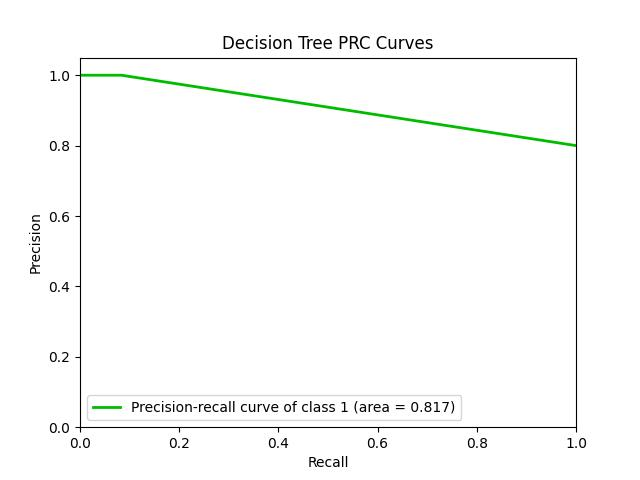 Decision Tree PRC Curves
1.0
0.8
0.6
0.4
0.2
0.0
Precision
Precision-recall curve of class 1 (area = 0.817)
0.0 0.2 0.4 0.6 0.8 1.0
Recall